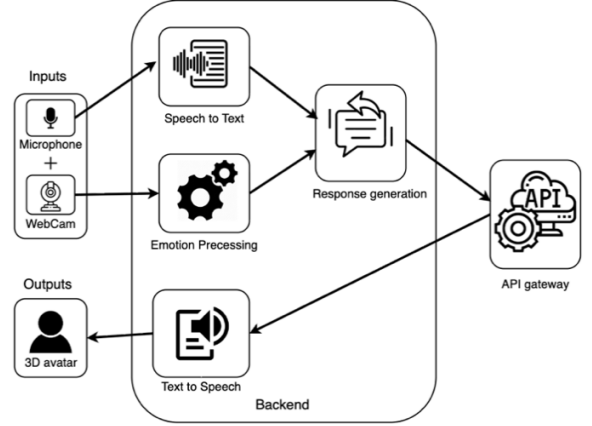 Inputs
Microphone
+
WebCam
Speech to Text
Emotion Precessing
Response generation
API
API gateway
Outputs
3D avatar
Text to Speech
Backend